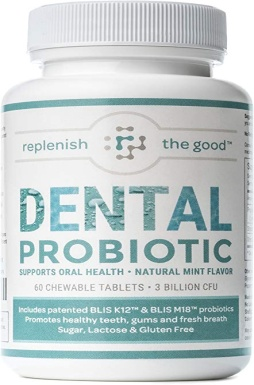 replenish the good™
DENTAL
PROBIOTIC
SUPPORTS ORAL HEALTH • NATURAL MINT FLAVOR
60 CHEWABLE TABLETS • 3 BILLION CFU
Includes patented BLIS K12™ & BLIS M18™ probiotics
Promotes healthy teeth, gums and fresh breath
Sugar, Lactose & Gluten Free